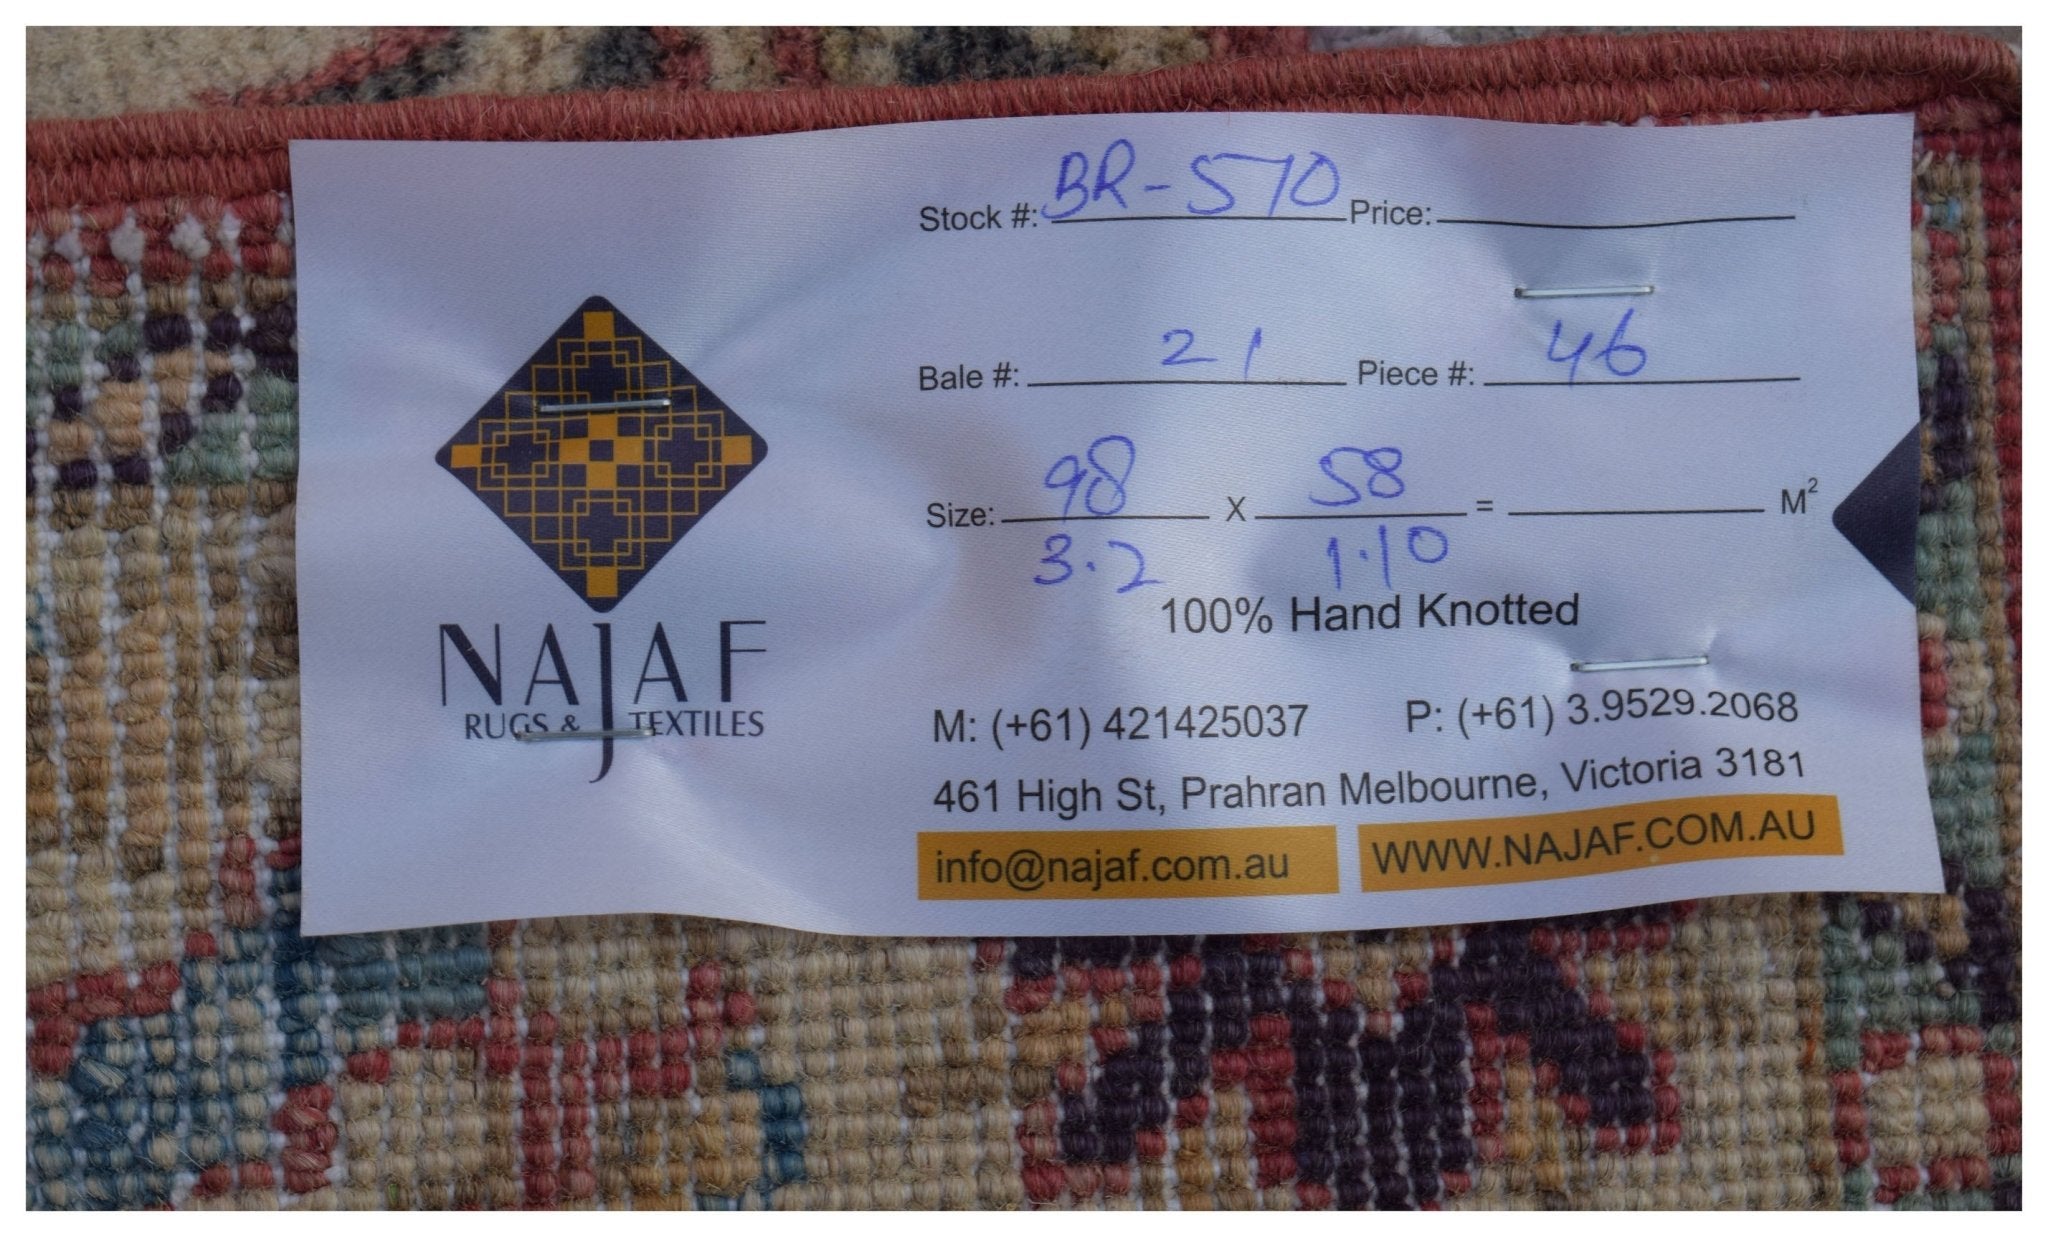 NAJAF
RUGS & TEXTILES
Stock #: BR-570 Price:
Bale #: 21 Piece #: 46
Size: 98 X 58 = M²
3.2 1.10
100% Hand Knotted
M: (+61) 421425037 P: (+61) 3.9529.2068
461 High St, Prahran Melbourne, Victoria 3181
info@najaf.com.au WWW.NAJAF.COM.AU